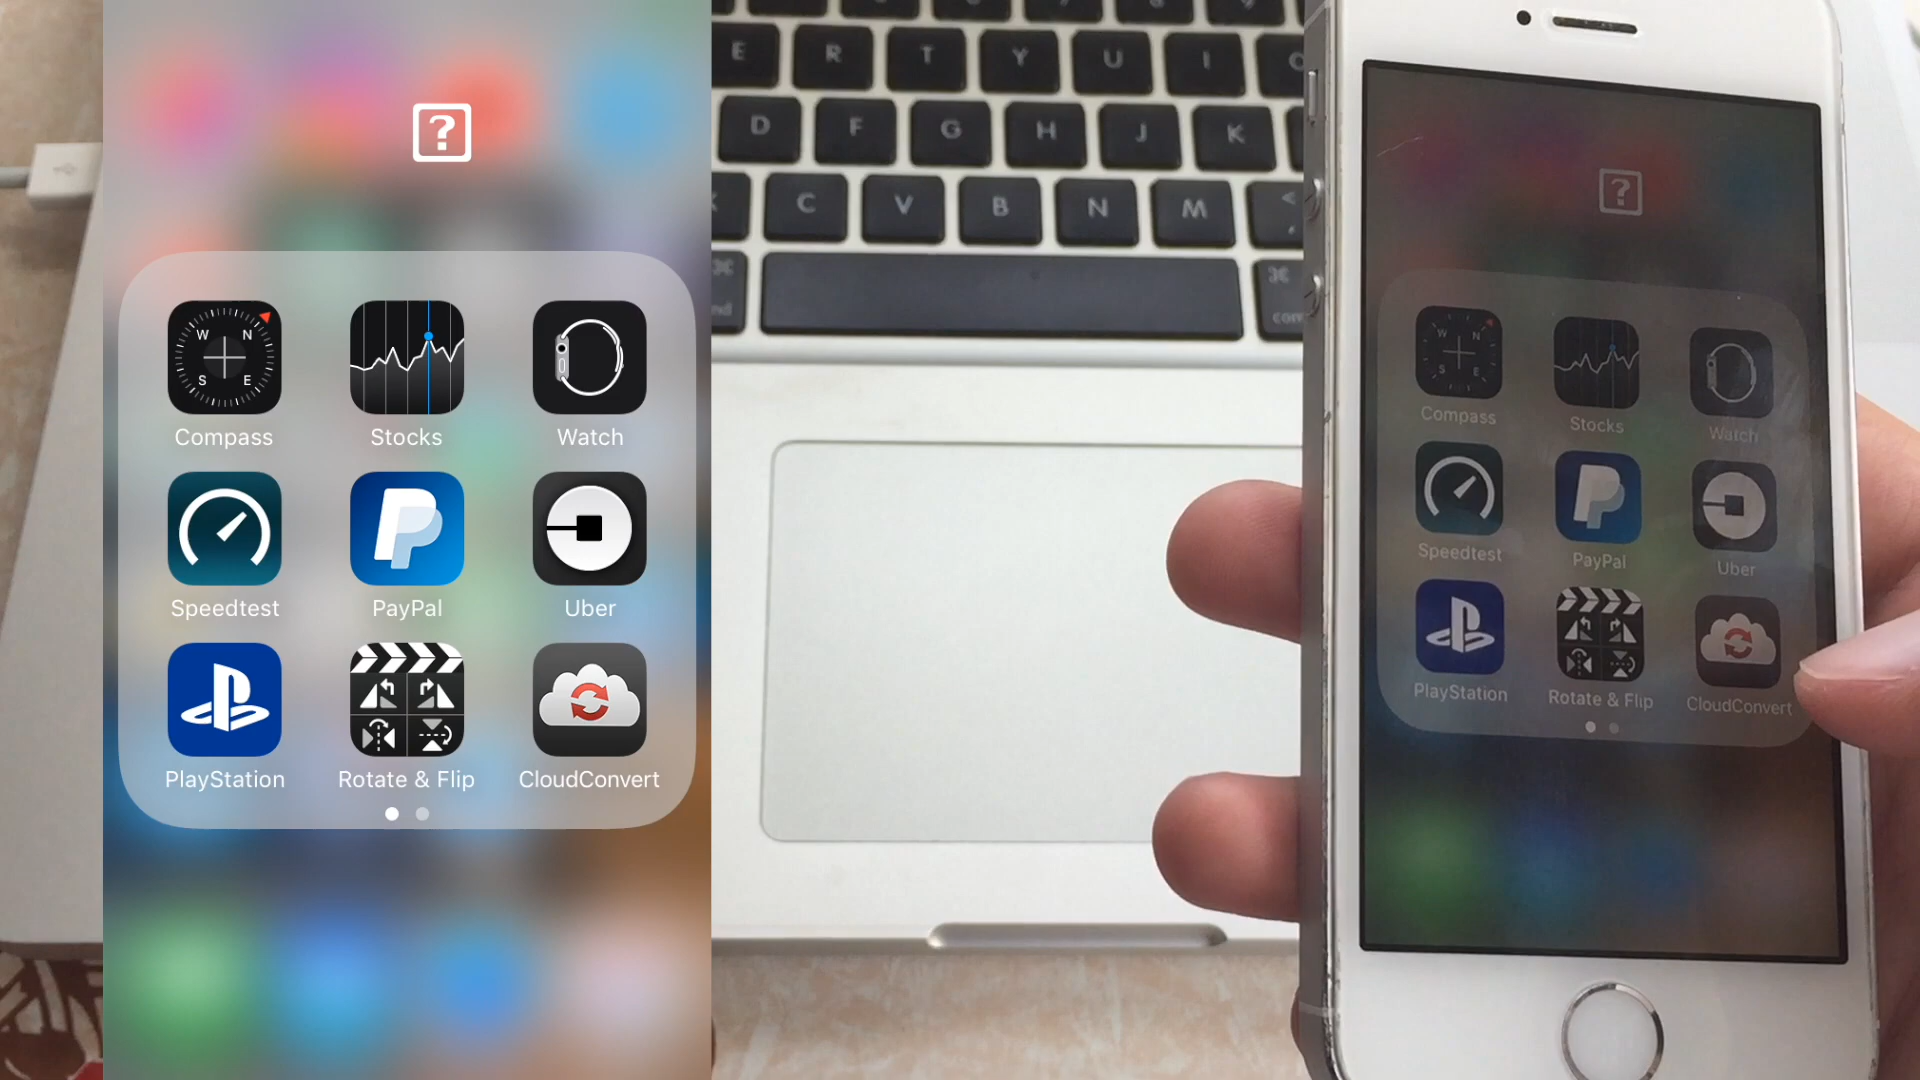 ?
W N
S E
Compass Stocks Watch
Speedtest PayPal Uber
PlayStation Rotate & Flip CloudConvert
E R T Y U I O
D F G H J K
C V B N M <
,
⌘ ⌘
?
W N
S E
Compass Stocks Watch
Speedtest PayPal Uber
PlayStation Rotate & Flip CloudConvert